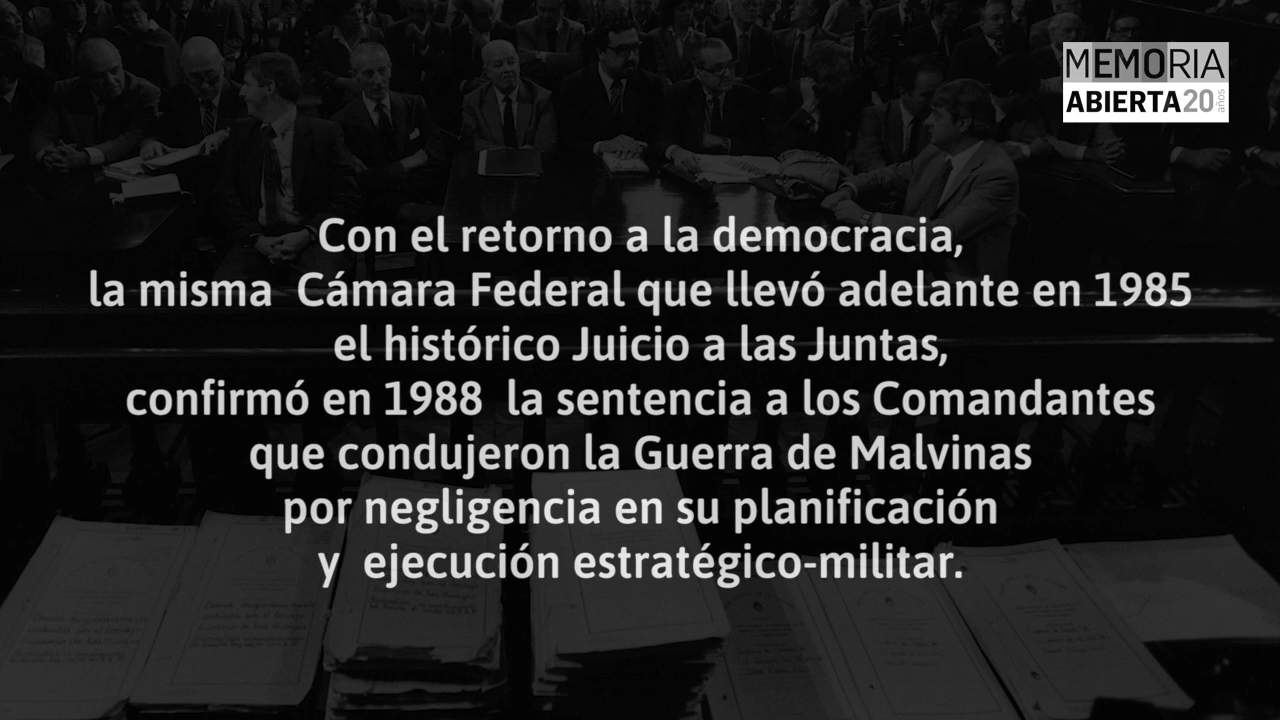 MEMORIA
ABIERTA20 años
Con el retorno a la democracia,
la misma  Cámara Federal que llevó adelante en 1985
el histórico Juicio a las Juntas,
confirmó en 1988  la sentencia a los Comandantes
que condujeron la Guerra de Malvinas
por negligencia en su planificación
y  ejecución estratégico-militar.